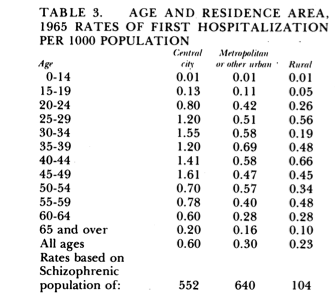 TABLE 3. AGE AND RESIDENCE AREA,
1965 RATES OF FIRST HOSPITALIZATION
PER 1000 POPULATION
Central Metropolitan
Age city or other urban Rural
0-14 0.01 0.01 0.01
15-19 0.13 0.11 0.05
20-24 0.80 0.42 0.26
25-29 1.20 0.51 0.56
30-34 1.55 0.58 0.19
35-39 1.20 0.69 0.48
40-44 1.41 0.58 0.66
45-49 1.61 0.47 0.45
50-54 0.70 0.57 0.34
55-59 0.78 0.40 0.48
60-64 0.60 0.28 0.28
65 and over 0.20 0.16 0.10
All ages 0.60 0.30 0.23
Rates based on
Schizophrenic
population of: 552 640 104